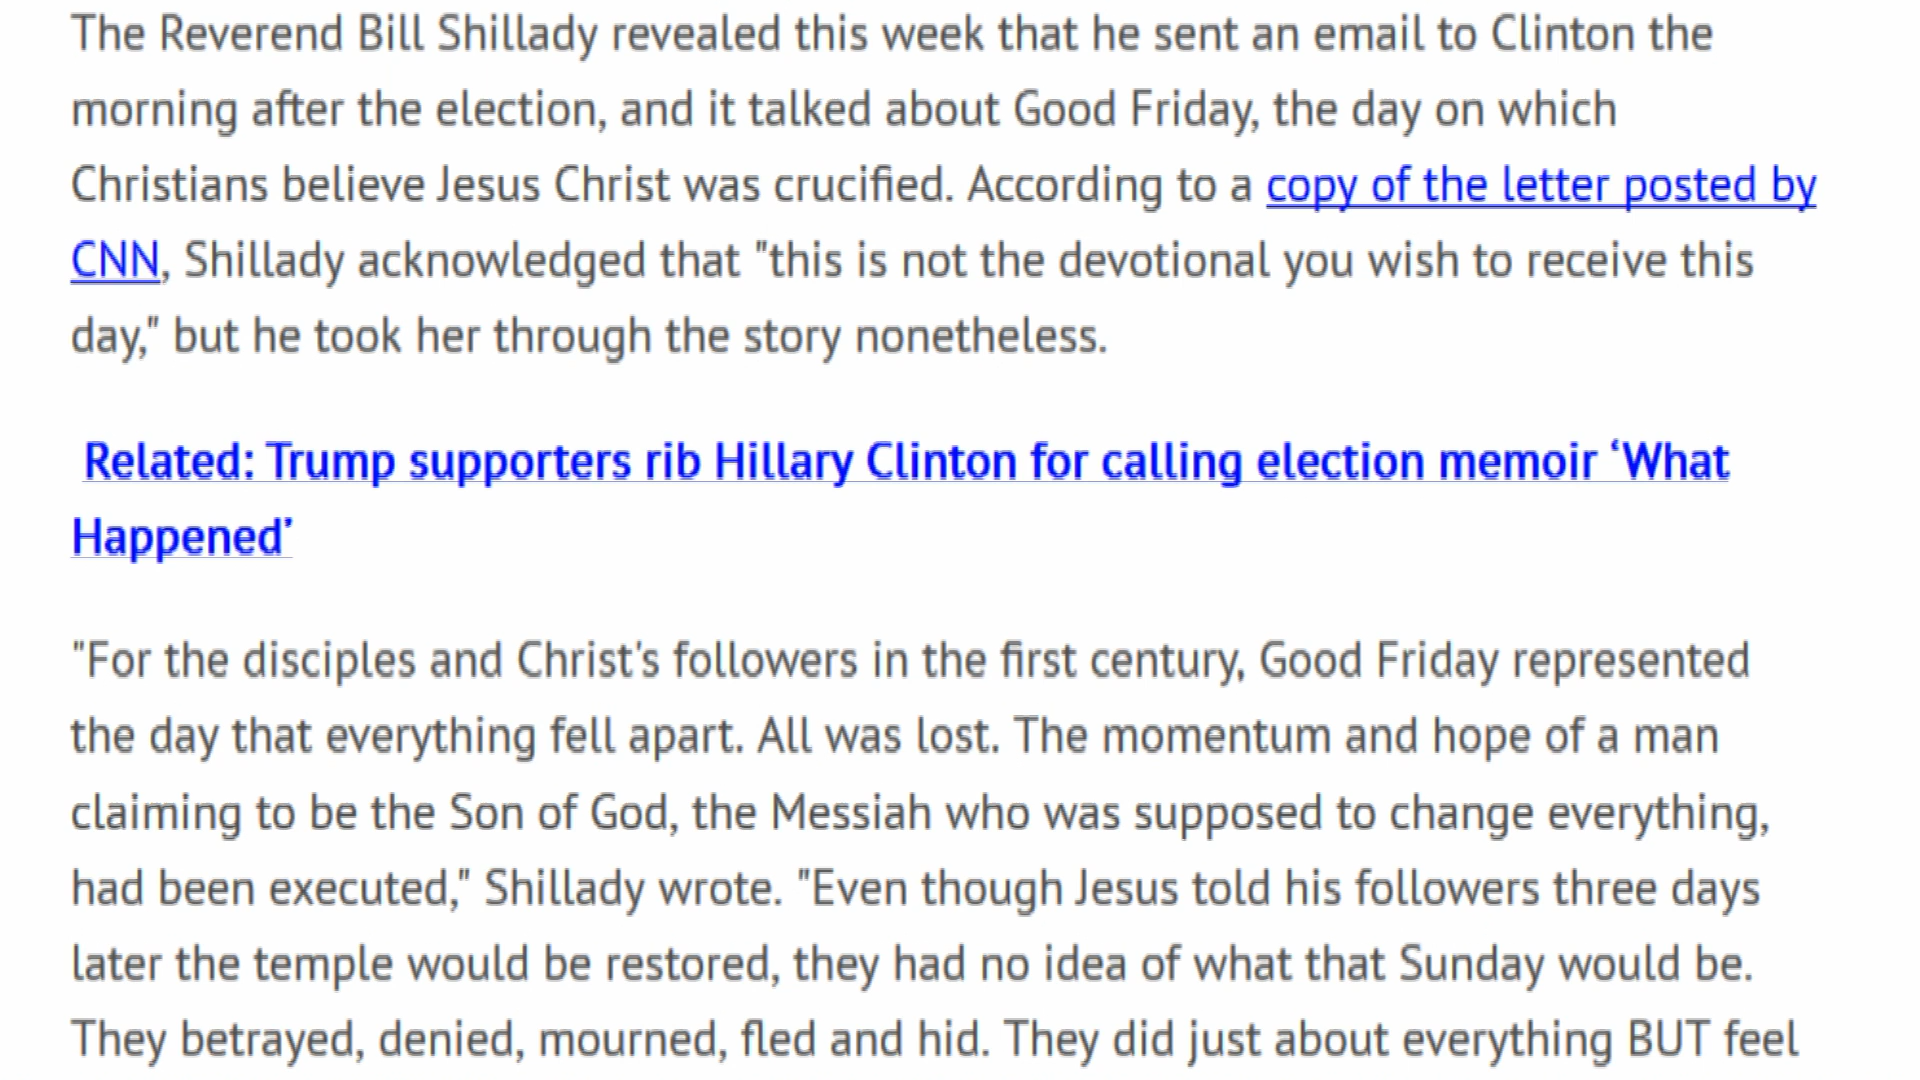 The Reverend Bill Shillady revealed this week that he sent an email to Clinton the
morning after the election, and it talked about Good Friday, the day on which
Christians believe Jesus Christ was crucified. According to a copy of the letter posted by
CNN, Shillady acknowledged that "this is not the devotional you wish to receive this
day," but he took her through the story nonetheless.
Related: Trump supporters rib Hillary Clinton for calling election memoir ‘What
Happened’
"For the disciples and Christ's followers in the first century, Good Friday represented
the day that everything fell apart. All was lost. The momentum and hope of a man
claiming to be the Son of God, the Messiah who was supposed to change everything,
had been executed," Shillady wrote. "Even though Jesus told his followers three days
later the temple would be restored, they had no idea of what that Sunday would be.
They betrayed, denied, mourned, fled and hid. They did just about everything BUT feel